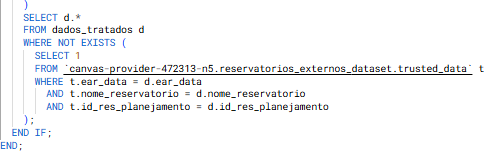 )
SELECT d.*
FROM dados_tratados d
WHERE NOT EXISTS (
SELECT 1
FROM `canvas-provider-472313-n5.reservatorios_externos_dataset.trusted_data` t
WHERE t.ear_data = d.ear_data
AND t.nome_reservatorio = d.nome_reservatorio
AND t.id_res_planejamento = d.id_res_planejamento
);
END IF;
END;